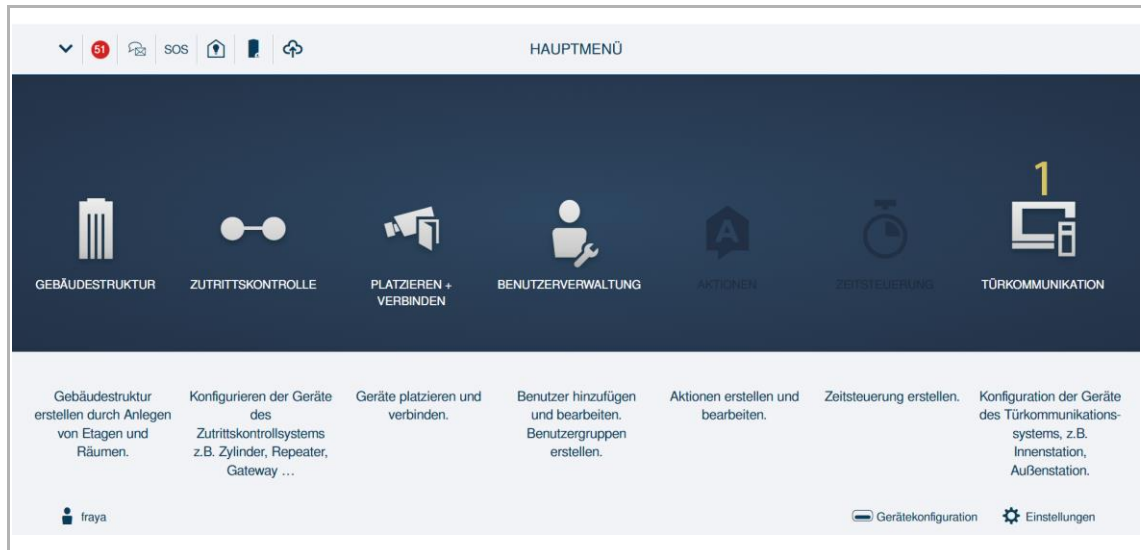 51
SOS
HAUPTMENÜ
1
GEBÄUDESTRUKTUR
ZUTRITTSKONTROLLE
PLATZIEREN +
VERBINDEN
BENUTZERVERWALTUNG
AKTIONEN
ZEITSTEUERUNG
TÜRKOMMUNIKATION
Gebäudestruktur
erstellen durch Anlegen
von Etagen und
Räumen.
Konfigurieren der Geräte
des
Zutrittskontrollsystems
z.B. Zylinder, Repeater,
Gateway …
Geräte platzieren und
verbinden.
Benutzer hinzufügen
und bearbeiten.
Benutzergruppen
erstellen.
Aktionen erstellen und
bearbeiten.
Zeitsteuerung erstellen.
Konfiguration der Geräte
des Türkommunikations-
systems, z.B.
Innenstation,
Außenstation.
fraya
Gerätekonfiguration
Einstellungen